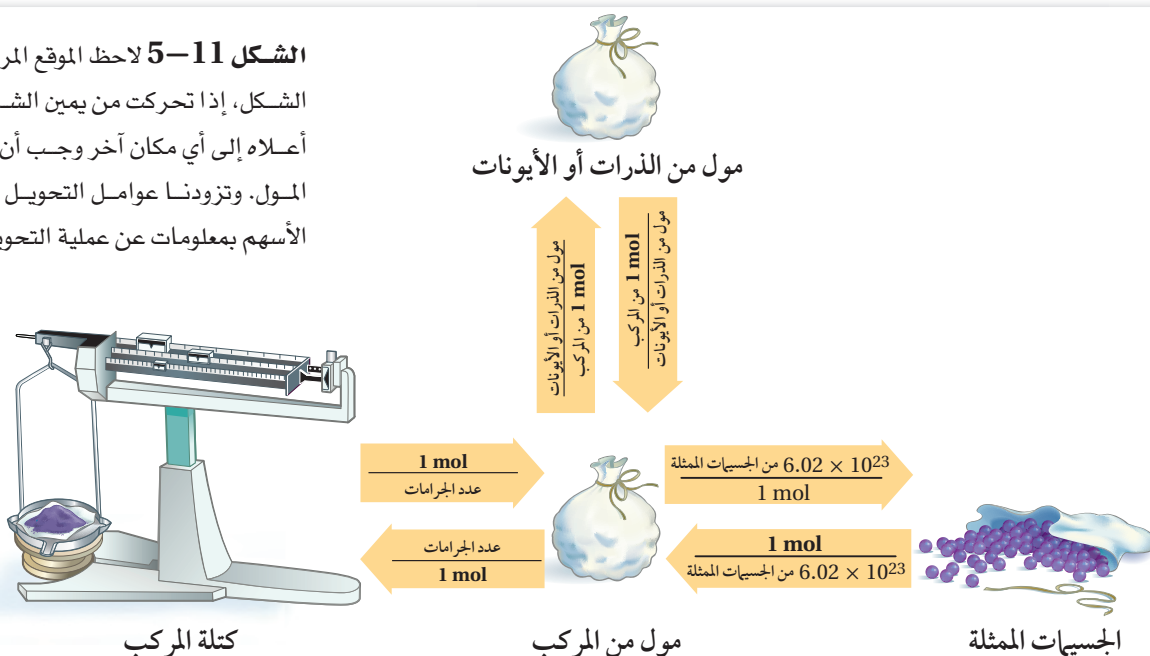 الشكل 11–5 لاحظ الموقع المر
الشكل، إذا تحركت من يمين الشـ
أعلاه إلى أي مكان آخر وجب أن
المول. وتزودنا عوامل التحويل
الأسهم بمعلومات عن عملية التحو
مول من الذرات أو الأيونات
مول من الذرات أو الأيونات
1 mol من المركب
1 mol من المركب
مول من الذرات أو الأيونات
1 mol
عدد الجرامات
6.02 × 10²³ من الجسيمات الممثلة
1 mol
عدد الجرامات
1 mol
1 mol
6.02 × 10²³ من الجسيمات الممثلة
كتلة المركب
مول من المركب
الجسيمات الممثلة